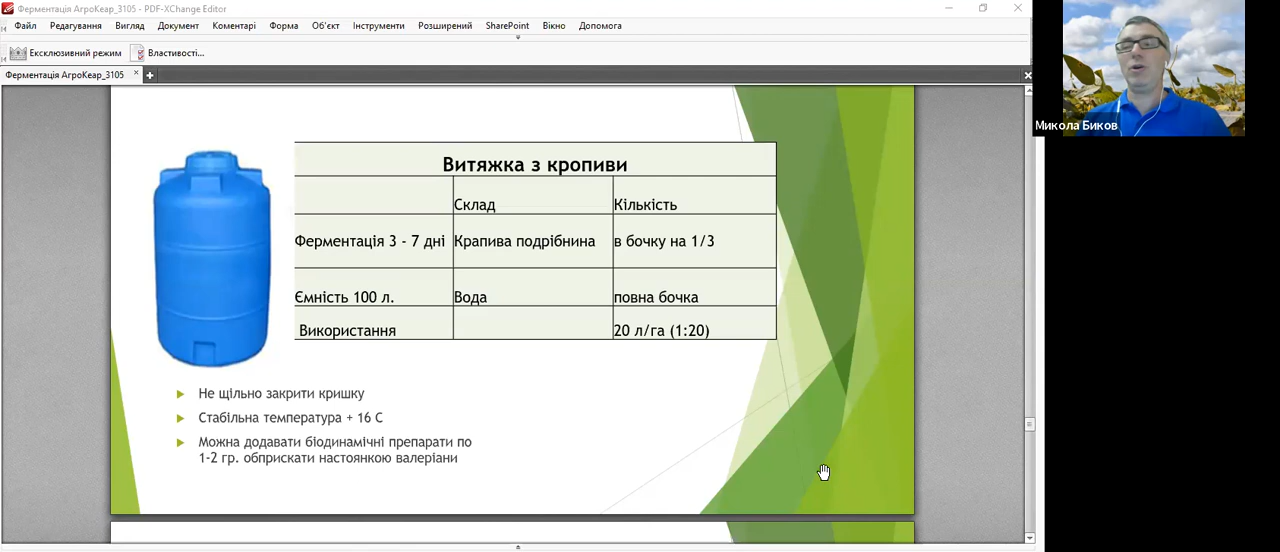 Ферментація АгроКеар_3105 - PDF-XChange Editor
Файл Редагування Вигляд Документ Коментарі Форма Об'єкт Інструменти Розширений SharePoint Вікно Допомога
Ексклюзивний режим Властивості...
Ферментація АгроКеар_3105
Микола Биков
Витяжка з кропиви
Склад Кількість
Ферментація 3 - 7 дні Крапива подрібнина в бочку на 1/3
Ємність 100 л. Вода повна бочка
Використання 20 л/га (1:20)
Не щільно закрити кришку
Стабільна температура + 16 С
Можна додавати біодинамічні препарати по
1-2 гр. обприскати настоянкою валеріани